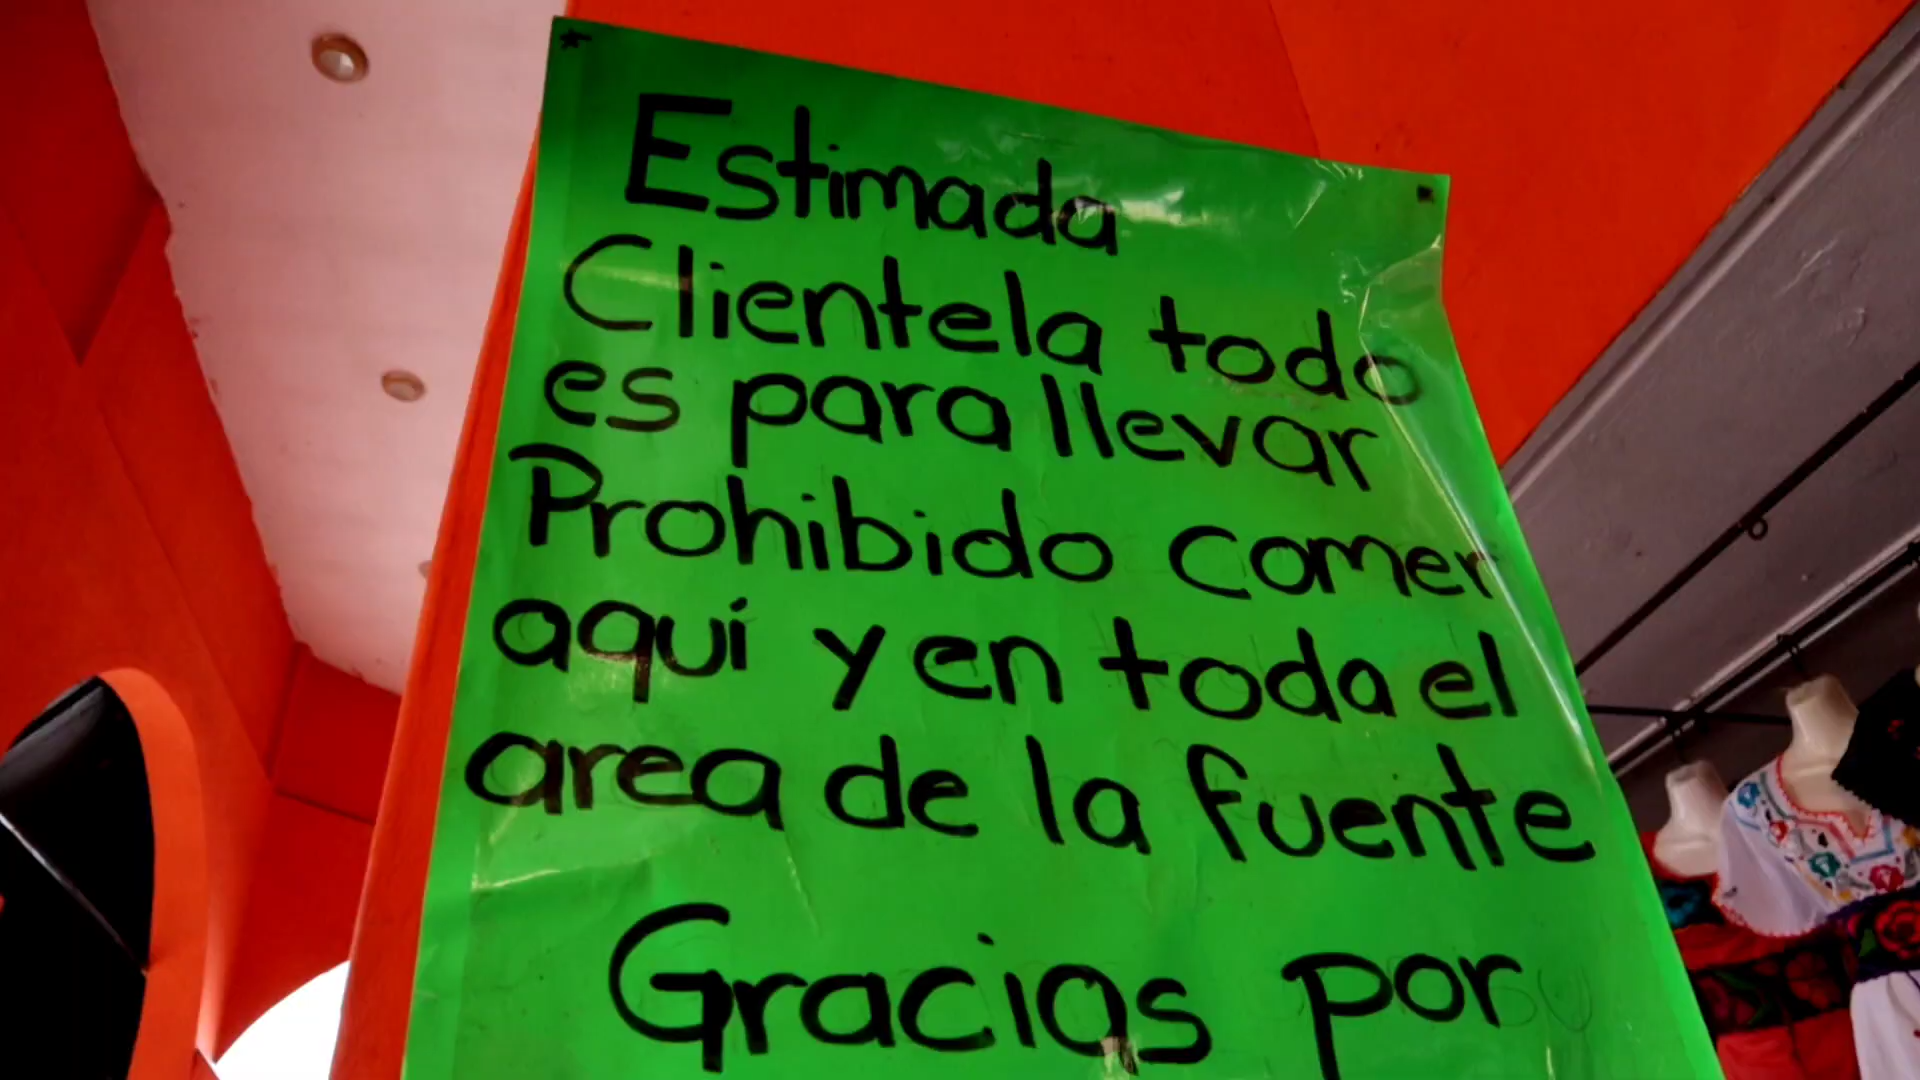 Estimada
Clientela todo
es para llevar
Prohibido comer
aquí y en toda el
area de la fuente
Gracias por